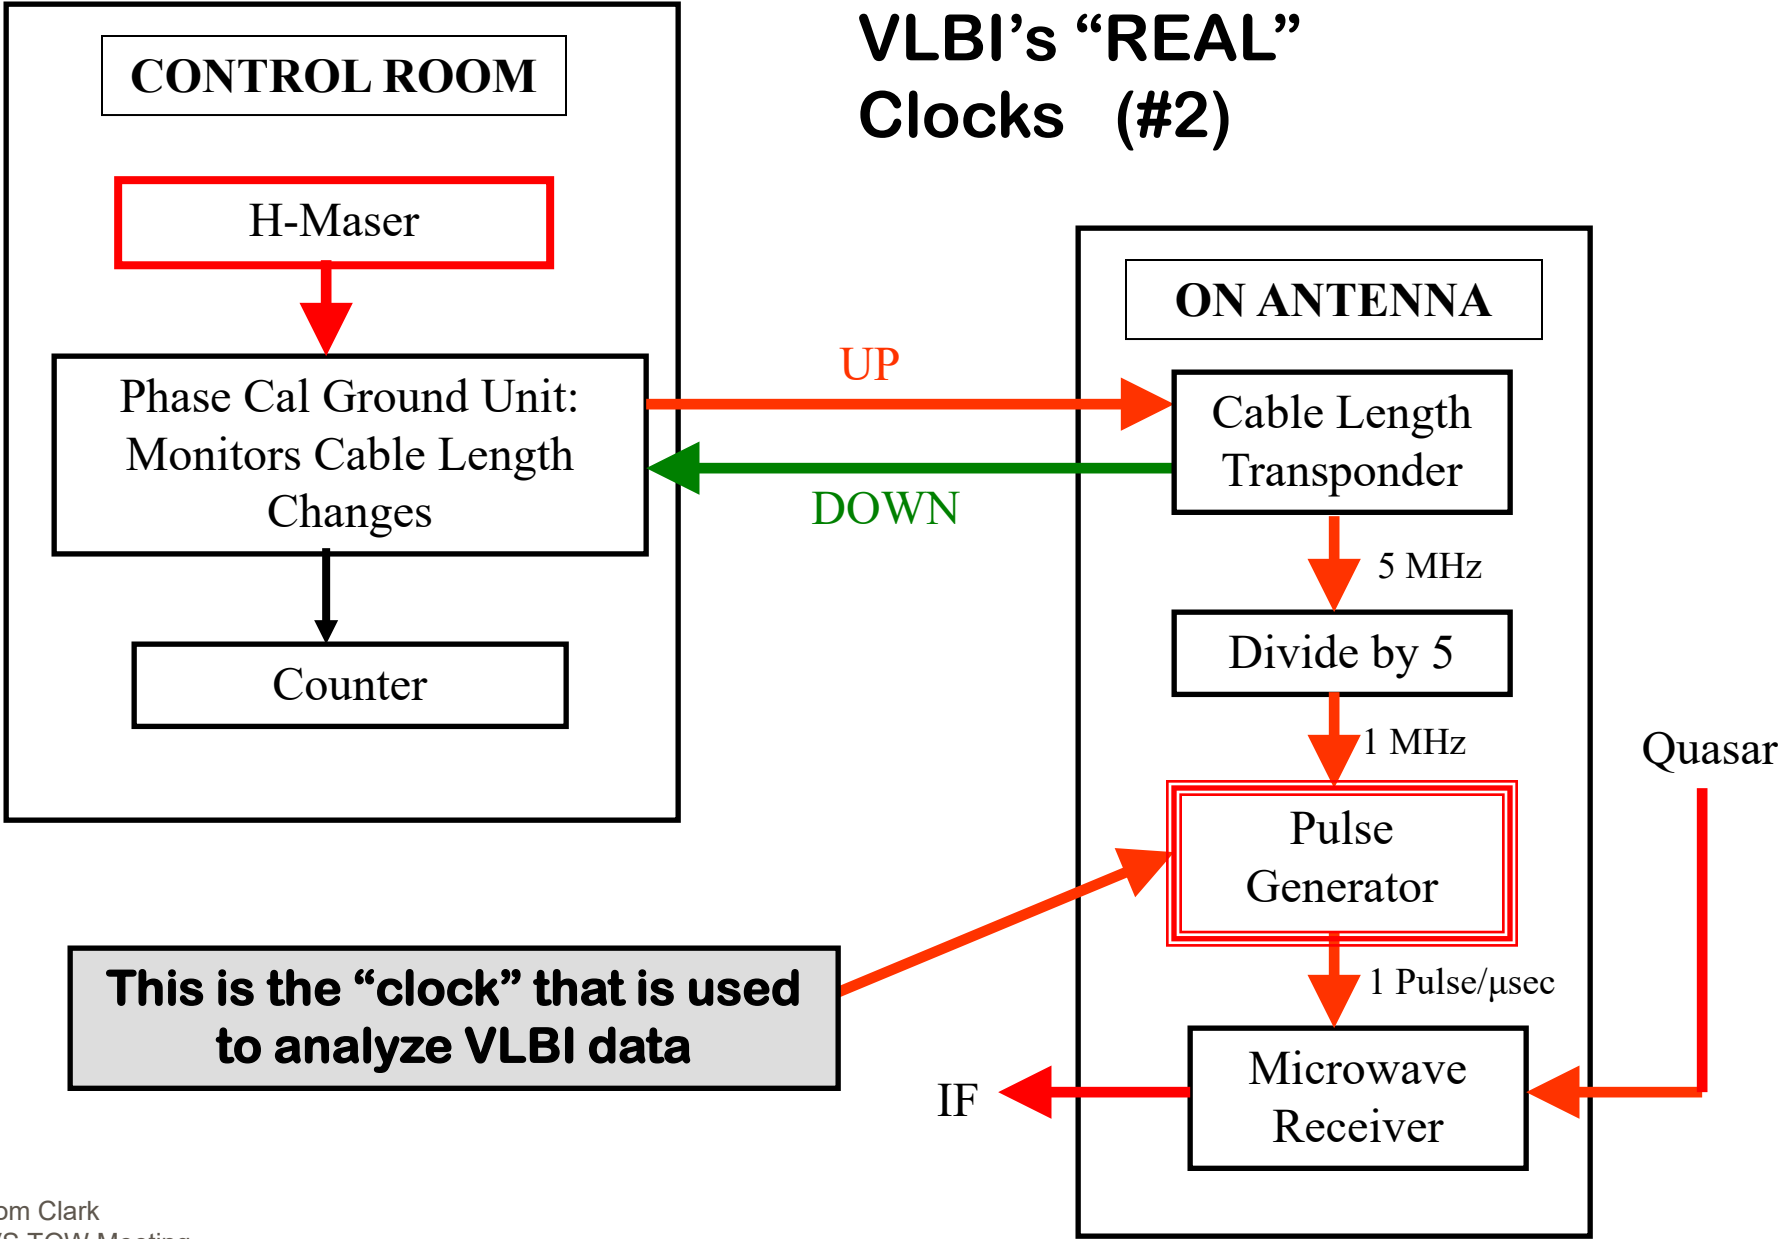 VLBI's “REAL”
Clocks (#2)
CONTROL ROOM
H-Maser
Phase Cal Ground Unit:
Monitors Cable Length
Changes
Counter
UP
DOWN
ON ANTENNA
Cable Length
Transponder
5 MHz
Divide by 5
1 MHz
Quasar
Pulse
Generator
This is the “clock” that is used
to analyze VLBI data
1 Pulse/μsec
Microwave
Receiver
IF
Clark
Meeting